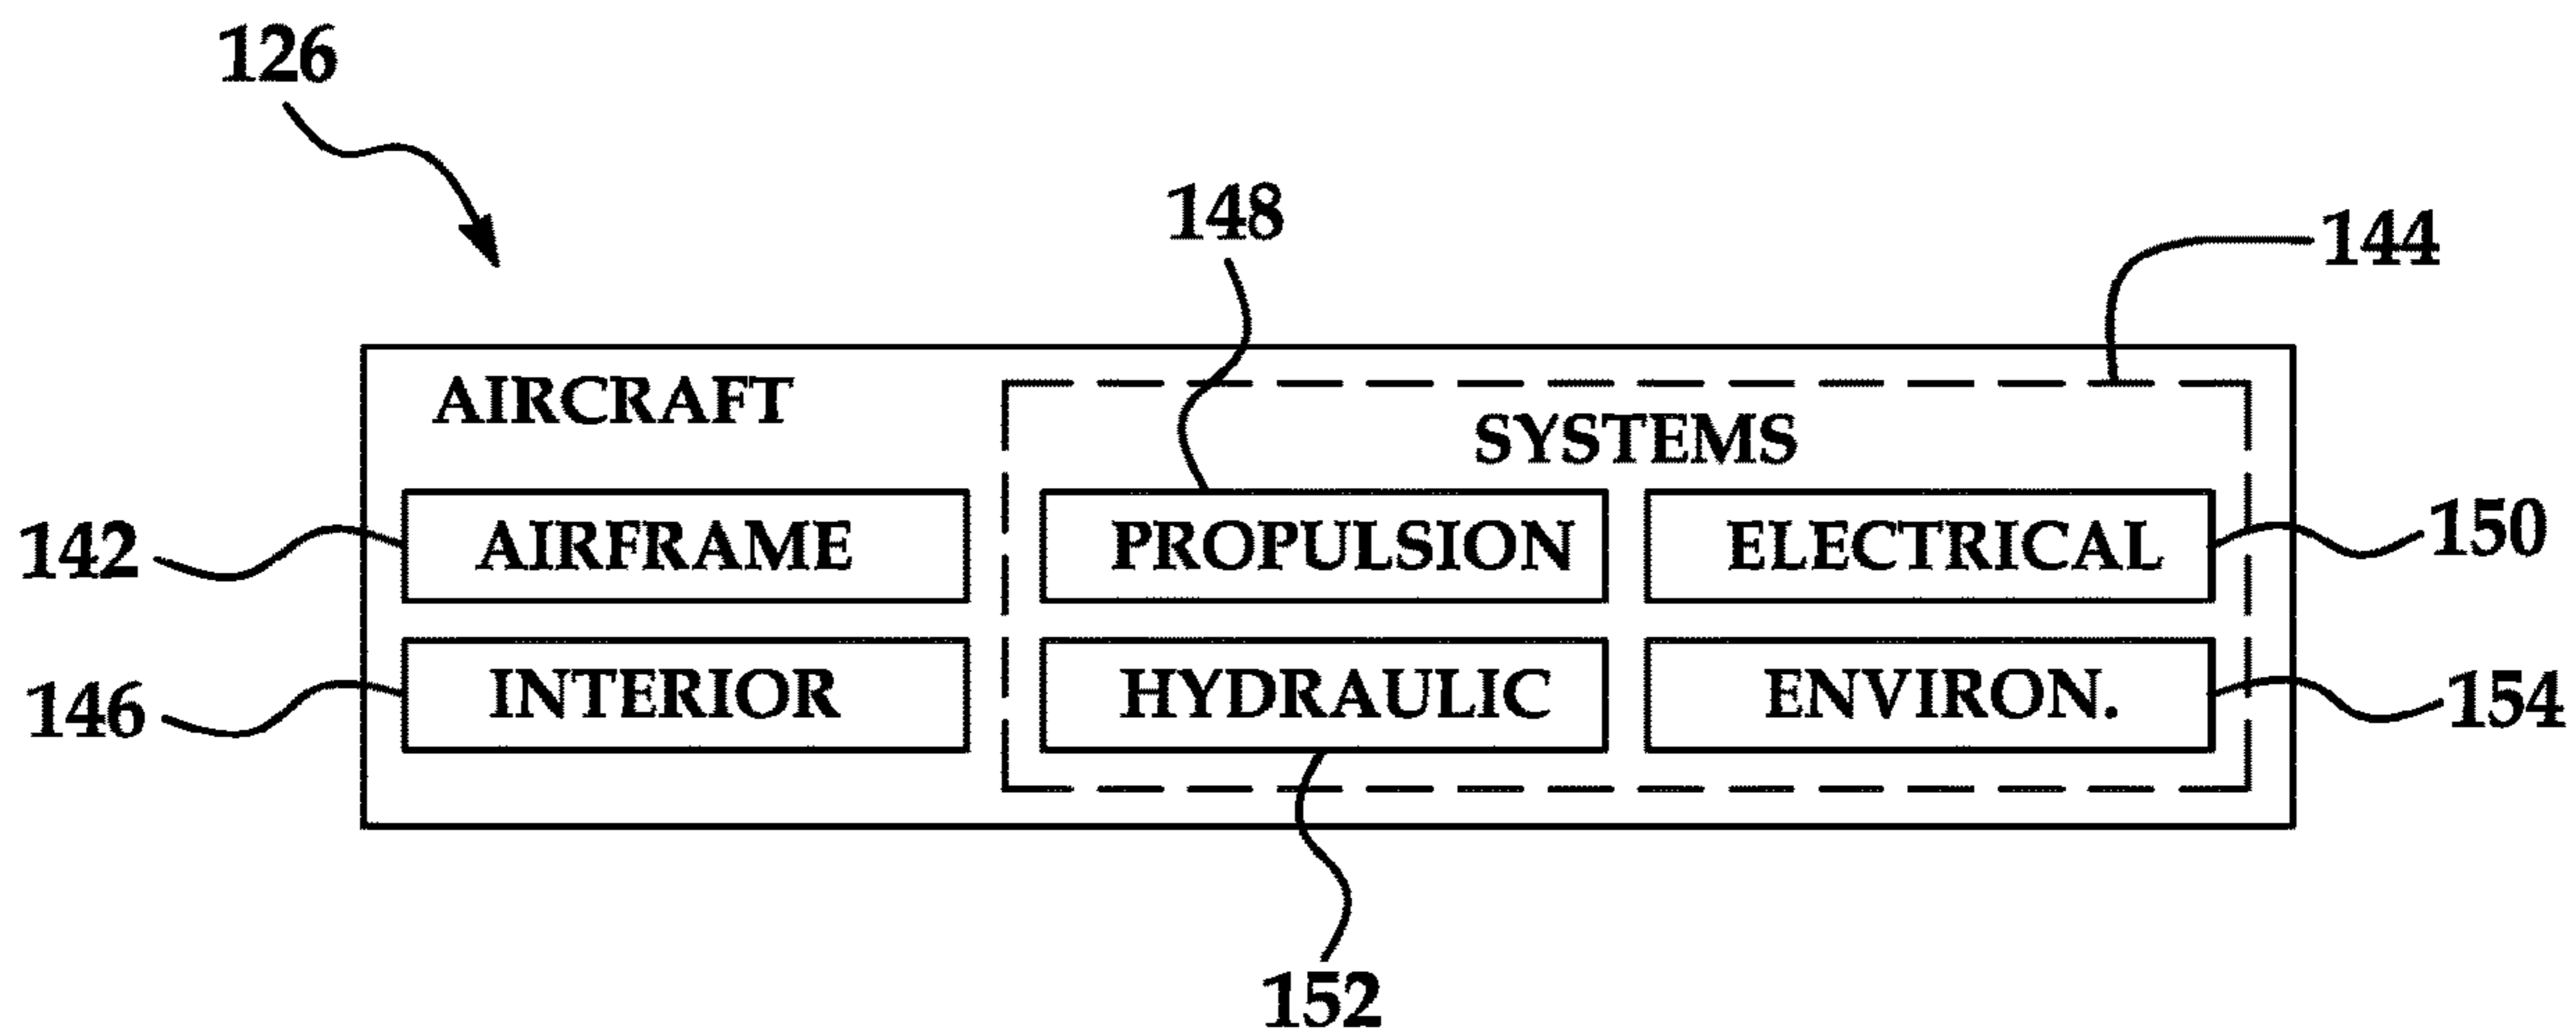 126
148
144
AIRCRAFT
SYSTEMS
142 AIRFRAME PROPULSION ELECTRICAL 150
146 INTERIOR HYDRAULIC ENVIRON. 154
152